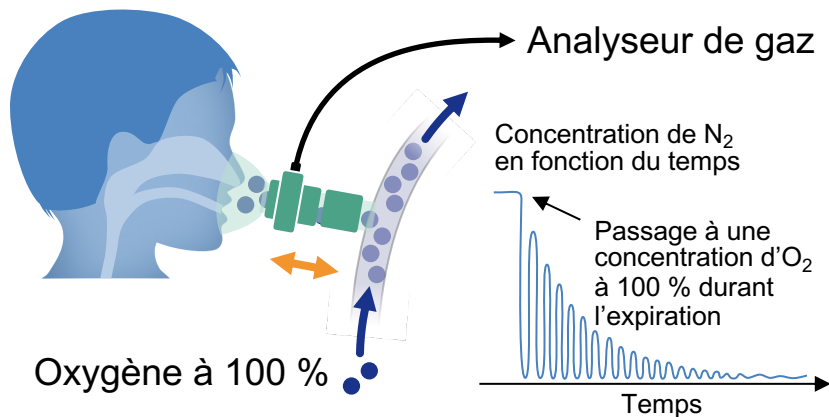 Analyseur de gaz
Concentration de N₂
en fonction du temps
Passage à une
concentration d’O₂
à 100 % durant
l’expiration
Oxygène à 100 %
Temps